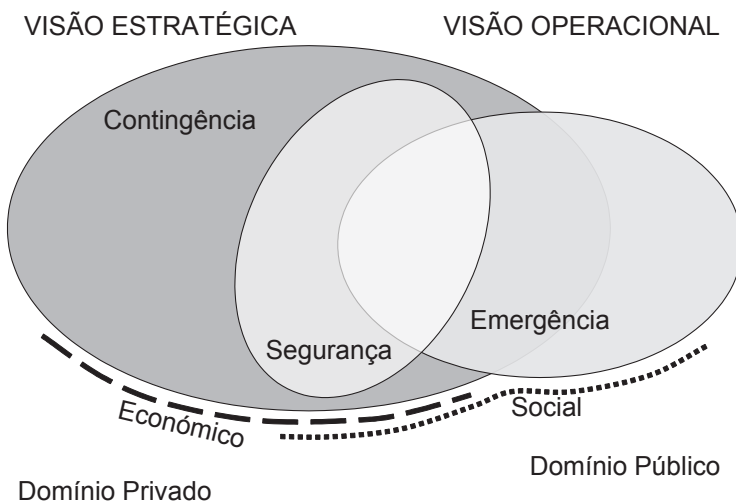 VISÃO ESTRATÉGICA
VISÃO OPERACIONAL
Contingência
Emergência
Segurança
Económico
Social
Domínio Público
Domínio Privado